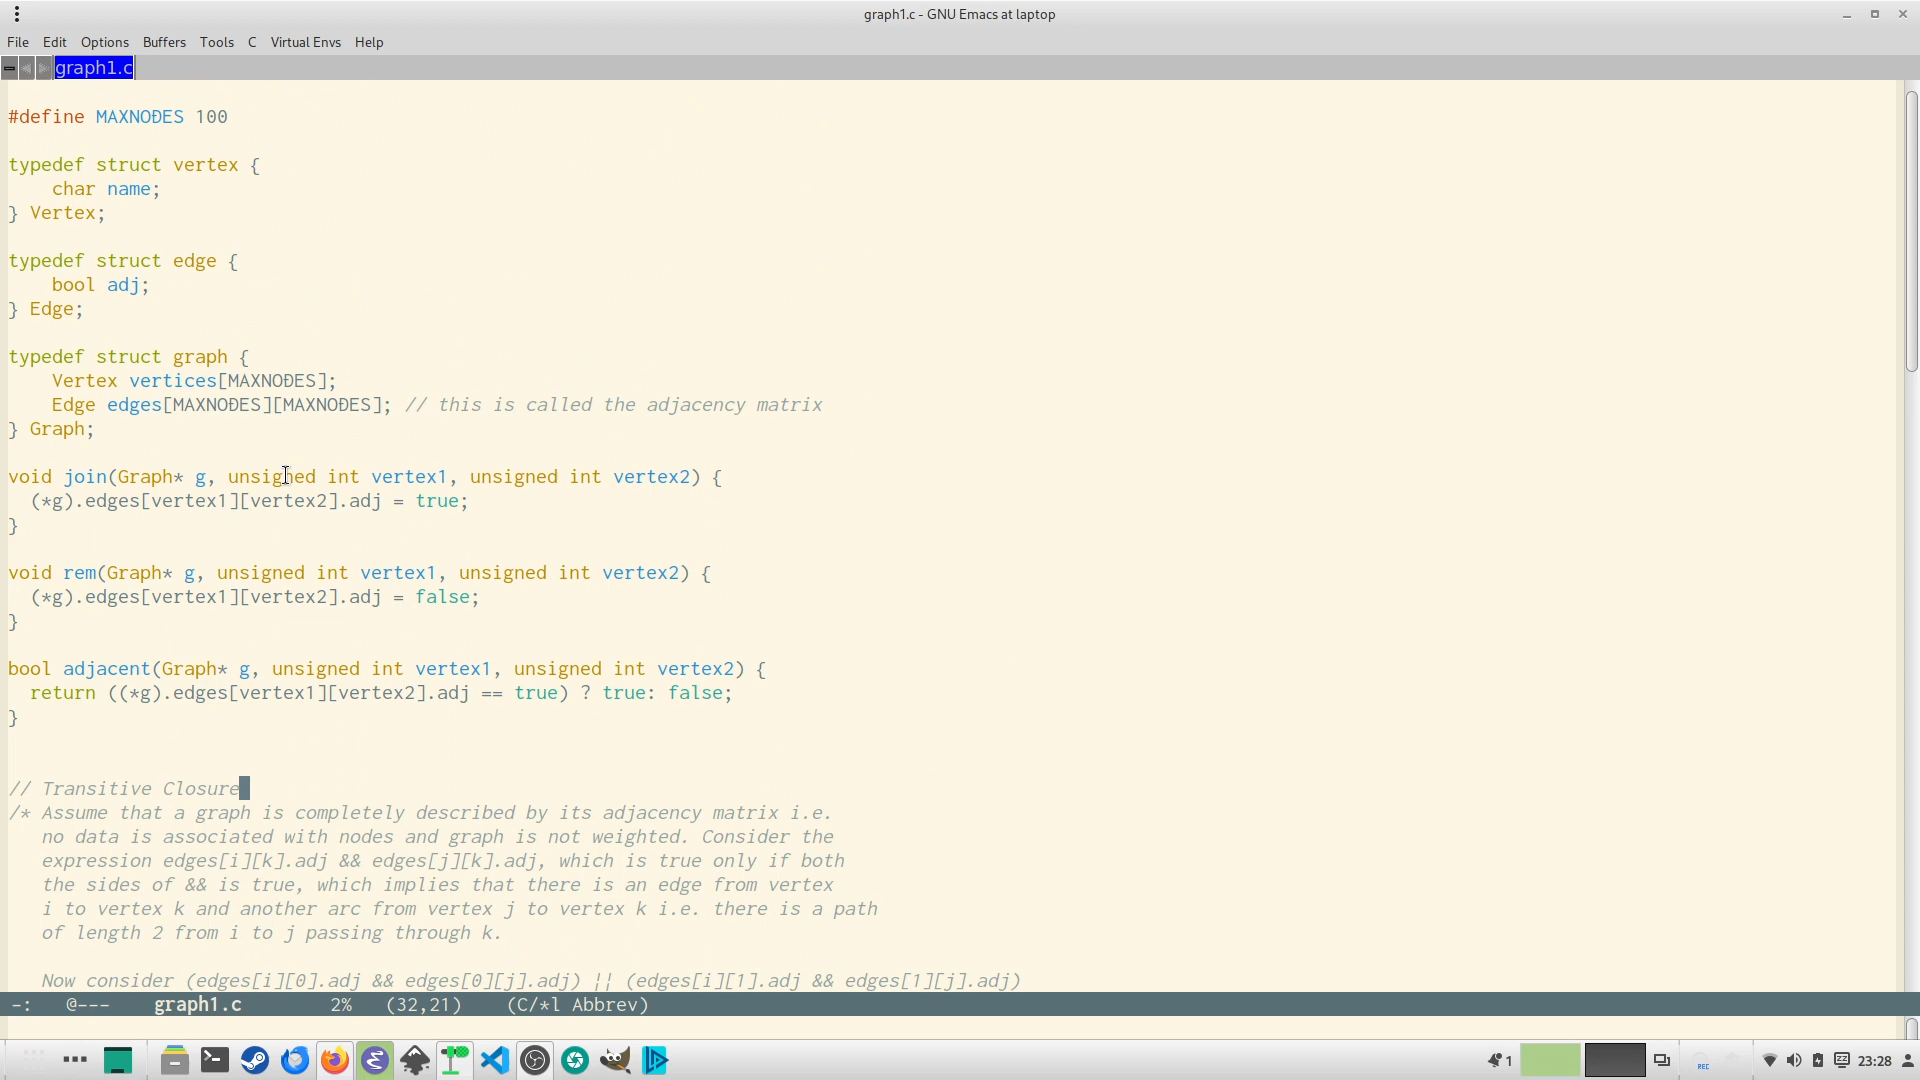 graph1.c - GNU Emacs at laptop
File Edit Options Buffers Tools C Virtual Envs Help
graph1.c
#define MAXNOĐES 100
typedef struct vertex {
    char name;
} Vertex;
typedef struct edge {
    bool adj;
} Edge;
typedef struct graph {
    Vertex vertices[MAXNOĐES];
    Edge edges[MAXNOĐES][MAXNOĐES]; // this is called the adjacency matrix
} Graph;
void join(Graph* g, unsigned int vertex1, unsigned int vertex2) {
  (*g).edges[vertex1][vertex2].adj = true;
}
void rem(Graph* g, unsigned int vertex1, unsigned int vertex2) {
  (*g).edges[vertex1][vertex2].adj = false;
}
bool adjacent(Graph* g, unsigned int vertex1, unsigned int vertex2) {
  return ((*g).edges[vertex1][vertex2].adj == true) ? true: false;
}
// Transitive Closure
/* Assume that a graph is completely described by its adjacency matrix i.e.
   no data is associated with nodes and graph is not weighted. Consider the
   expression edges[i][k].adj && edges[j][k].adj, which is true only if both
   the sides of && is true, which implies that there is an edge from vertex
   i to vertex k and another arc from vertex j to vertex k i.e. there is a path
   of length 2 from i to j passing through k.
   Now consider (edges[i][0].adj && edges[0][j].adj) || (edges[i][1].adj && edges[1][j].adj)
-:   @---   graph1.c   2%   (32,21)   (C/*l Abbrev)
1 REC 23:28